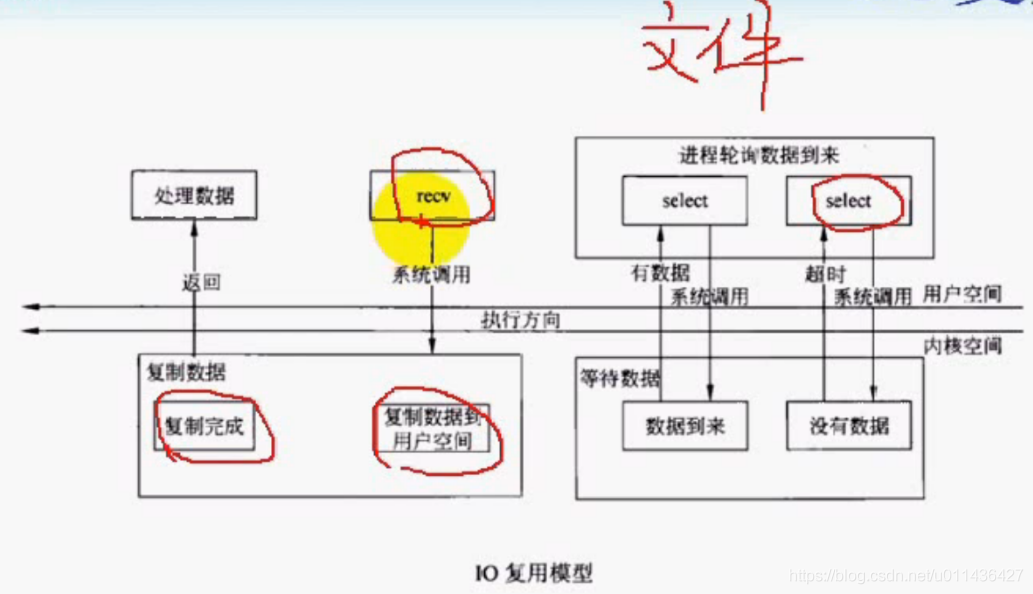 文件
进程轮询数据到来
处理数据
recv
select
select
返回
系统调用
有数据
系统调用
超时
系统调用
用户空间
执行方向
内核空间
复制数据
等待数据
复制完成
复制数据到
用户空间
数据到来
没有数据
IO 复用模型
https://blog.csdn.net/u011436427